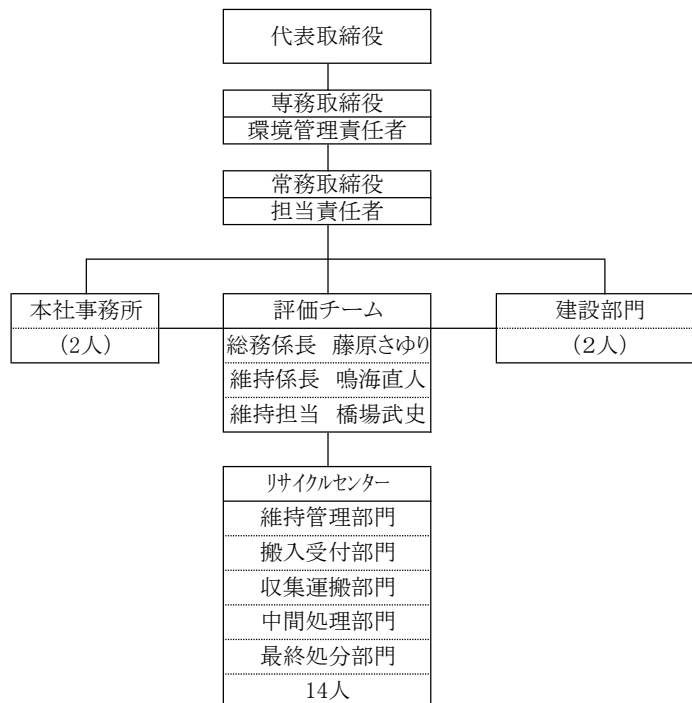 代表取締役
専務取締役
環境管理責任者
常務取締役
担当責任者
本社事務所
(2人)
評価チーム
総務係長 藤原さゆり
維持係長 鳴海直人
維持担当 橋場武史
建設部門
(２人)
ﾘｻｲｸﾙｾﾝﾀｰ
維持管理部門
搬入受付部門
収集運搬部門
中間処理部門
最終処分部門
14人